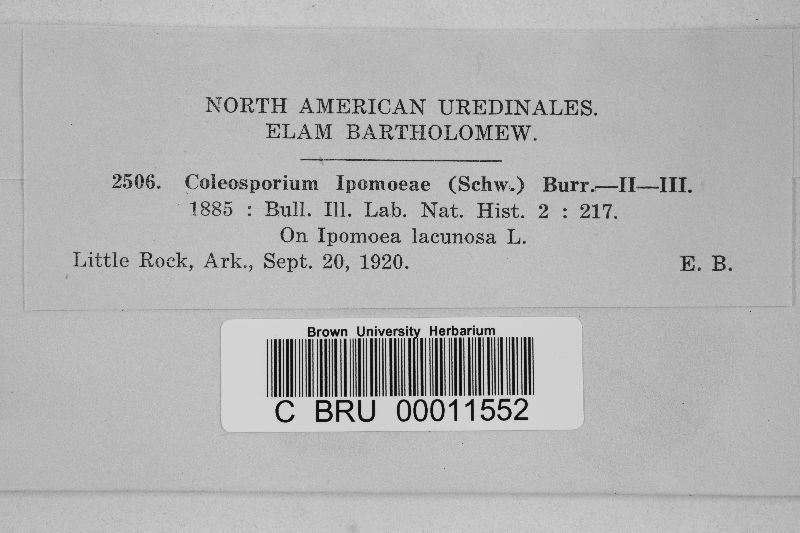 NORTH AMERICAN UREDINALES.
ELAM BARTHOLOMEW.
2506. Coleosporium Ipomoeae (Schw.) Burr.—II—III.
1885 : Bull. Ill. Lab. Nat. Hist. 2 : 217.
On Ipomoea lacunosa L.
Little Rock, Ark., Sept. 20, 1920. E. B.
Brown University Herbarium
C BRU 00011552